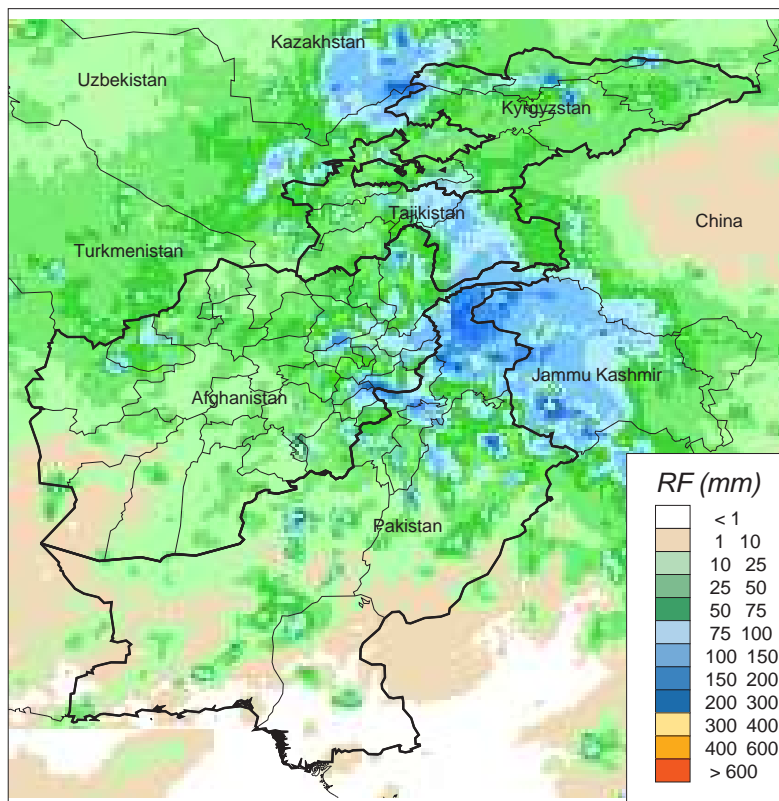 Kazakhstan
Uzbekistan
Kyrgyzstan
Tajikistan
China
Turkmenistan
Jammu Kashmir
Afghanistan
Pakistan
RF (mm)
< 1
1 10
10 25
25 50
50 75
75 100
100 150
150 200
200 300
300 400
400 600
> 600